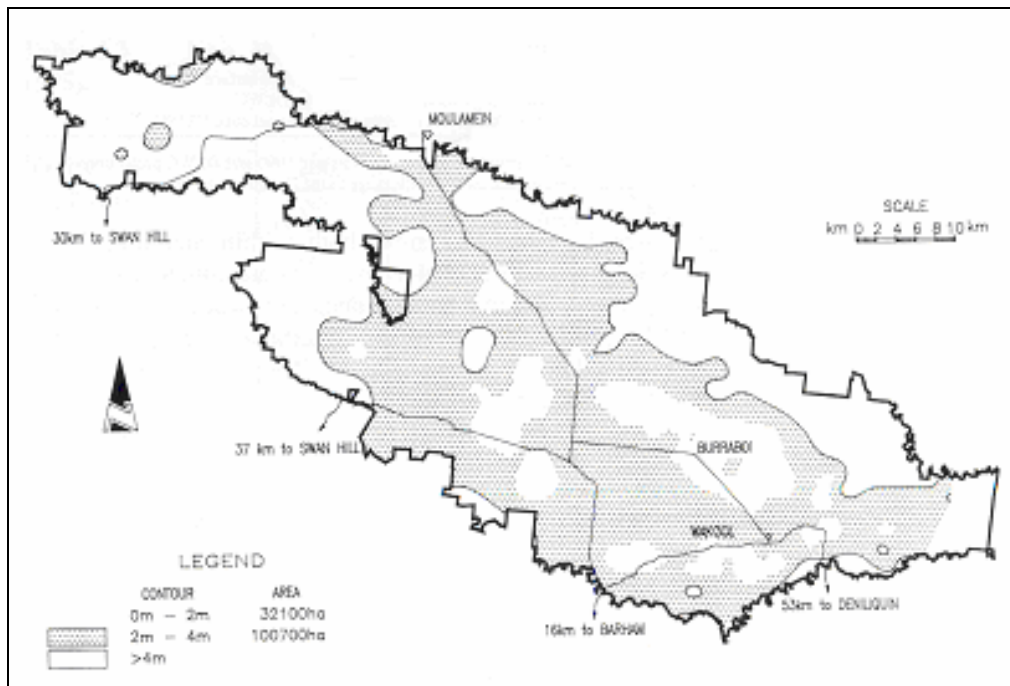 MOULAMEIN
SCALE
km 0 2 4 6 8 10 km
30km to SWAN HILL
37 km to SWAN HILL
BURRABOI
WAKOOL
53km to DENILIQUIN
16km to BARHAM
LEGEND
CONTOUR AREA
0m – 2m 32100ha
2m – 4m 100700ha
>4m